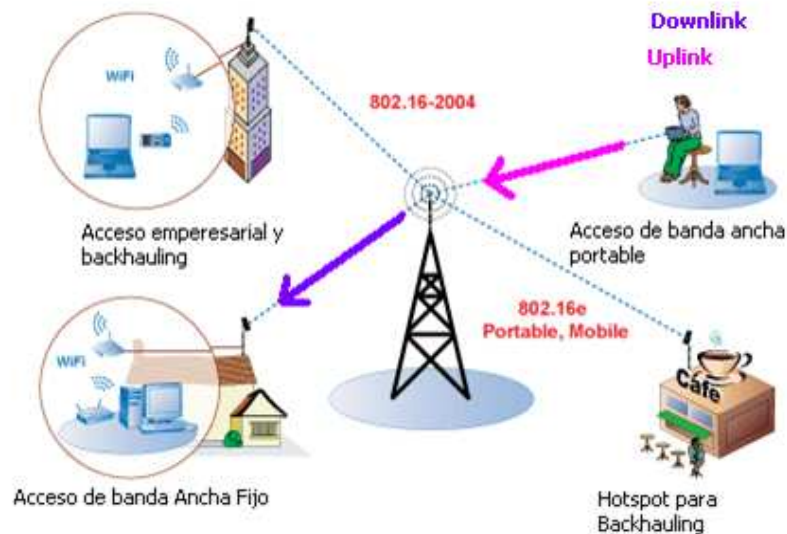 Downlink
Uplink
WiFi
802.16-2004
Acceso emperesarial y
backhauling
Acceso de banda ancha
portable
802.16e
Portable, Mobile
WiFi
Cafe
Acceso de banda Ancha Fijo
Hotspot para
Backhauling